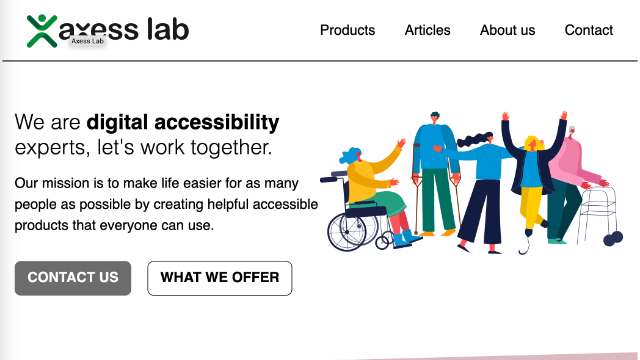 axess lab
Axess Lab
Products Articles About us Contact
We are digital accessibility
experts, let's work together.
Our mission is to make life easier for as many
people as possible by creating helpful accessible
products that everyone can use.
CONTACT US WHAT WE OFFER